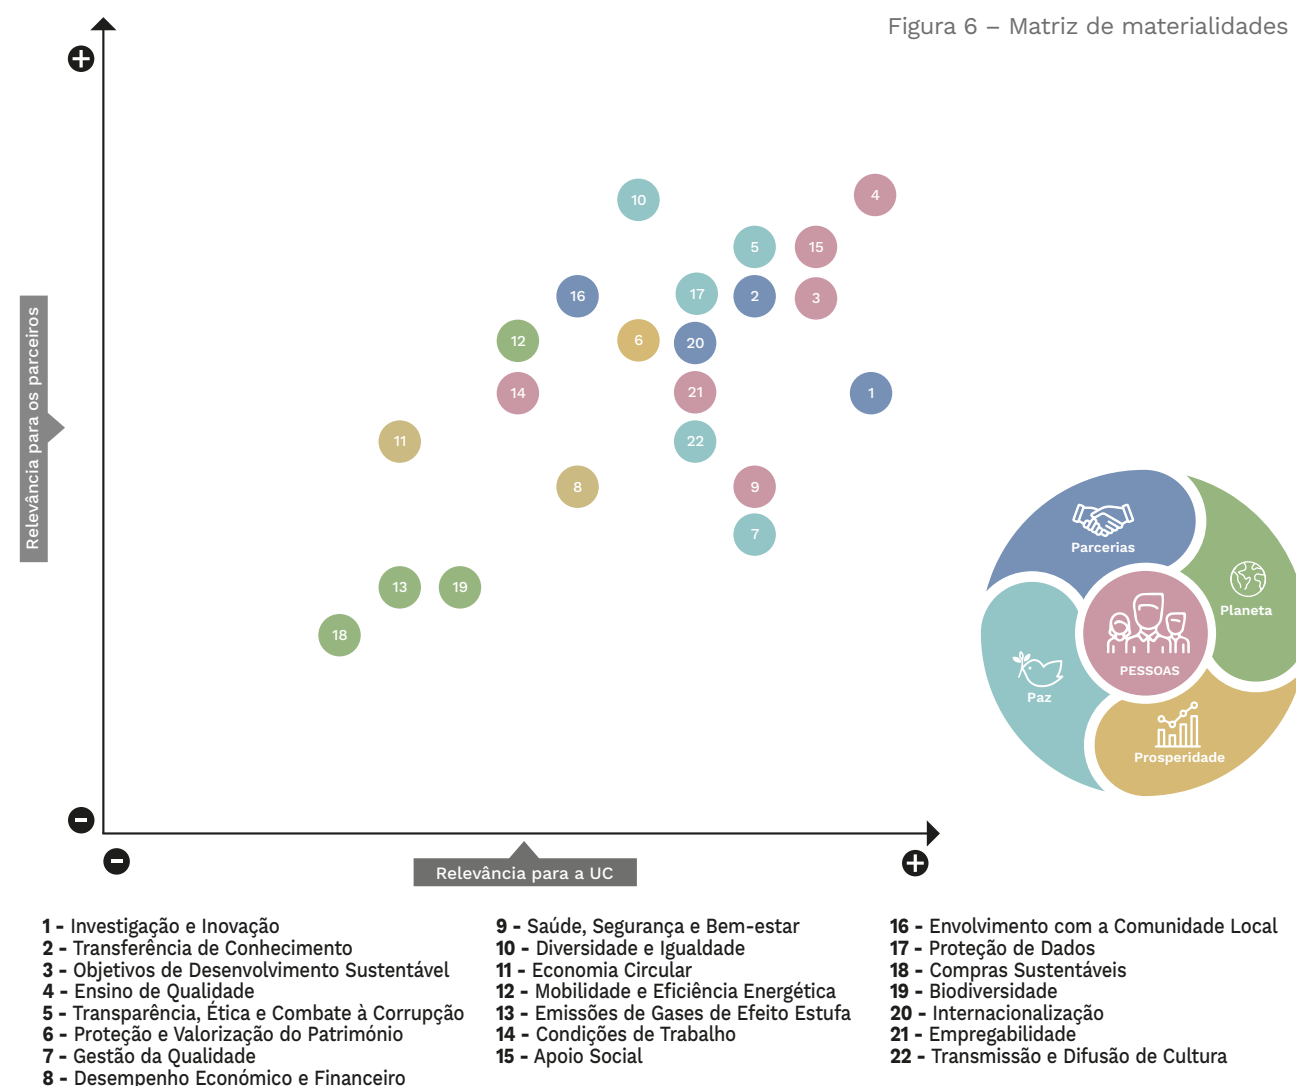 Figura 6 – Matriz de materialidades
10
4
5
15
16
17
2
3
12
6
20
14
21
1
11
22
8
9
7
13
19
18
Relevância para os parceiros
Relevância para a UC
Parcerias
Planeta
PESSOAS
Paz
Prosperidade
1 - Investigação e Inovação
2 - Transferência de Conhecimento
3 - Objetivos de Desenvolvimento Sustentável
4 - Ensino de Qualidade
5 - Transparência, Ética e Combate à Corrupção
6 - Proteção e Valorização do Património
7 - Gestão da Qualidade
8 - Desempenho Económico e Financeiro
9 - Saúde, Segurança e Bem-estar
10 - Diversidade e Igualdade
11 - Economia Circular
12 - Mobilidade e Eficiência Energética
13 - Emissões de Gases de Efeito Estufa
14 - Condições de Trabalho
15 - Apoio Social
16 - Envolvimento com a Comunidade Local
17 - Proteção de Dados
18 - Compras Sustentáveis
19 - Biodiversidade
20 - Internacionalização
21 - Empregabilidade
22 - Transmissão e Difusão de Cultura